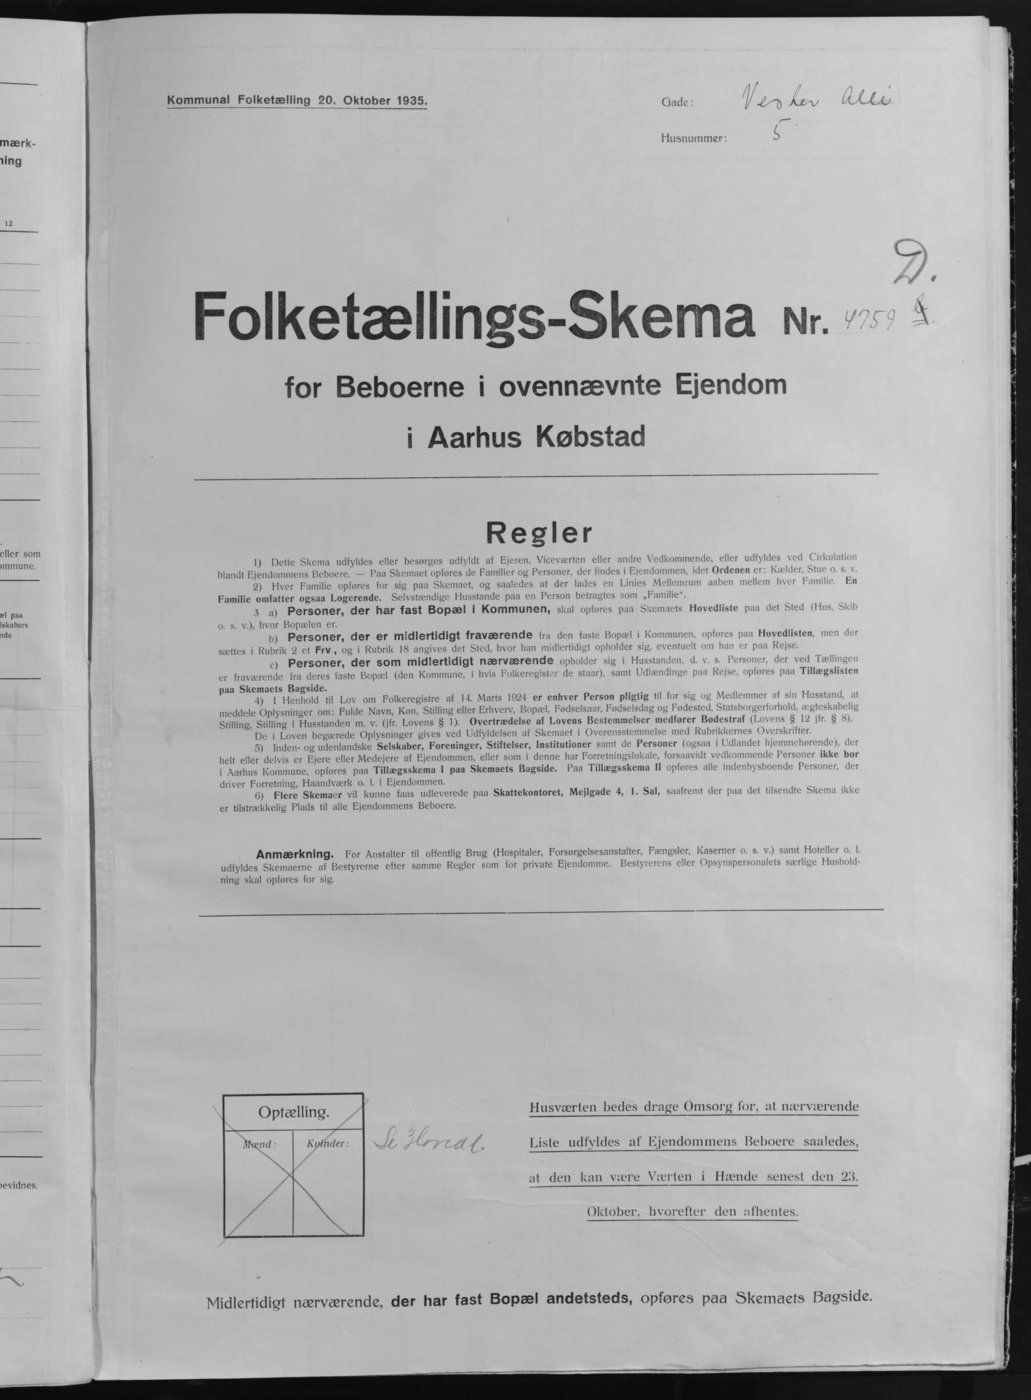 mærk-
ning
12
eller som
ommune.
el paa
lskabers
nde
bevidnes.
Kommunal Folketælling 20. Oktober 1935.
Gade: Vester Alle
Husnummer: 5
D.
Folketællings-Skema Nr. 4759
for Beboerne i ovennævnte Ejendom
i Aarhus Købstad
Regler
1) Dette Skema udfyldes eller besørges udfyldt af Ejeren, Viceværten eller andre Vedkommende, eller udfyldes ved Cirkulation
blandt Ejendommens Beboere. — Paa Skemaet opføres de Familier og Personer, der findes i Ejendommen, idet Ordenen er: Kælder, Stue o. s. v.
2) Hver Familie opføres for sig paa Skemaet, og saaledes at der lades en Linies Mellemrum aaben mellem hver Familie. En
Familie omfatter ogsaa Logerende. Selvstændige Husstande paa en Person betragtes som „Familie".
3 a) Personer, der har fast Bopæl i Kommunen, skal opføres paa Skemaets Hovedliste paa det Sted (Hus, Skib
o. s. v.), hvor Bopælen er.
b) Personer, der er midlertidigt fraværende fra den faste Bopæl i Kommunen, opføres paa Hovedlisten, men der
sættes i Rubrik 2 et Frv., og i Rubrik 18 angives det Sted, hvor han midlertidigt opholder sig, eventuelt om han er paa Rejse.
c) Personer, der som midlertidigt nærværende opholder sig i Husstanden, d. v. s. Personer, der ved Tællingen
er fraværende fra deres faste Bopæl (den Kommune, i hvis Folkeregister de staar), samt Udlændinge paa Rejse, opføres paa Tillægslisten
paa Skemaets Bagside.
4) I Henhold til Lov om Folkeregistre af 14. Marts 1924 er enhver Person pligtig til for sig og Medlemmer af sin Husstand, at
meddele Oplysninger om: Fulde Navn, Køn, Stilling eller Erhverv, Bopæl, Fødselsaar, Fødselsdag og Fødested, Statsborgerforhold, ægteskabelig
Stilling, Stilling i Husstanden m. v. (jfr. Lovens § 1). Overtrædelse af Lovens Bestemmelser medfører Bødestraf (Lovens § 12 jfr. § 8).
De i Loven begærede Oplysninger gives ved Udfyldelsen af Skemaet i Overensstemmelse med Rubrikkernes Overskrifter.
5) Inden- og udenlandske Selskaber, Foreninger, Stiftelser, Institutioner samt de Personer (ogsaa i Udlandet hjemmehørende), der
helt eller delvis er Ejere eller Medejere af Ejendommen, eller som i denne har Forretningslokale, forsaavidt vedkommende Personer ikke bor
i Aarhus Kommune, opføres paa Tillægsskema I paa Skemaets Bagside. Paa Tillægsskema II opføres alle indenbysboende Personer, der
driver Forretning, Haandværk o. l. i Ejendommen.
6) Flere Skemaer vil kunne faas udleverede paa Skattekontoret, Mejlgade 4, 1. Sal, saafremt der paa det tilsendte Skema ikke
er tilstrækkelig Plads til alle Ejendommens Beboere.
Anmærkning. For Anstalter til offentlig Brug (Hospitaler, Forsørgelsesanstalter, Fængsler, Kaserner o. s. v.) samt Hoteller o. l.
udfyldes Skemaerne af Bestyrerne efter samme Regler som for private Ejendomme. Bestyrerens eller Opsynspersonalets særlige Hushold-
ning skal opføres for sig.
Optælling.
Mænd: Kvinder:
Se Hovedl.
Husværten bedes drage Omsorg for, at nærværende
Liste udfyldes af Ejendommens Beboere saaledes,
at den kan være Værten i Hænde senest den 23.
Oktober, hvorefter den afhentes.
Midlertidigt nærværende, der har fast Bopæl andetsteds, opføres paa Skemaets Bagside.